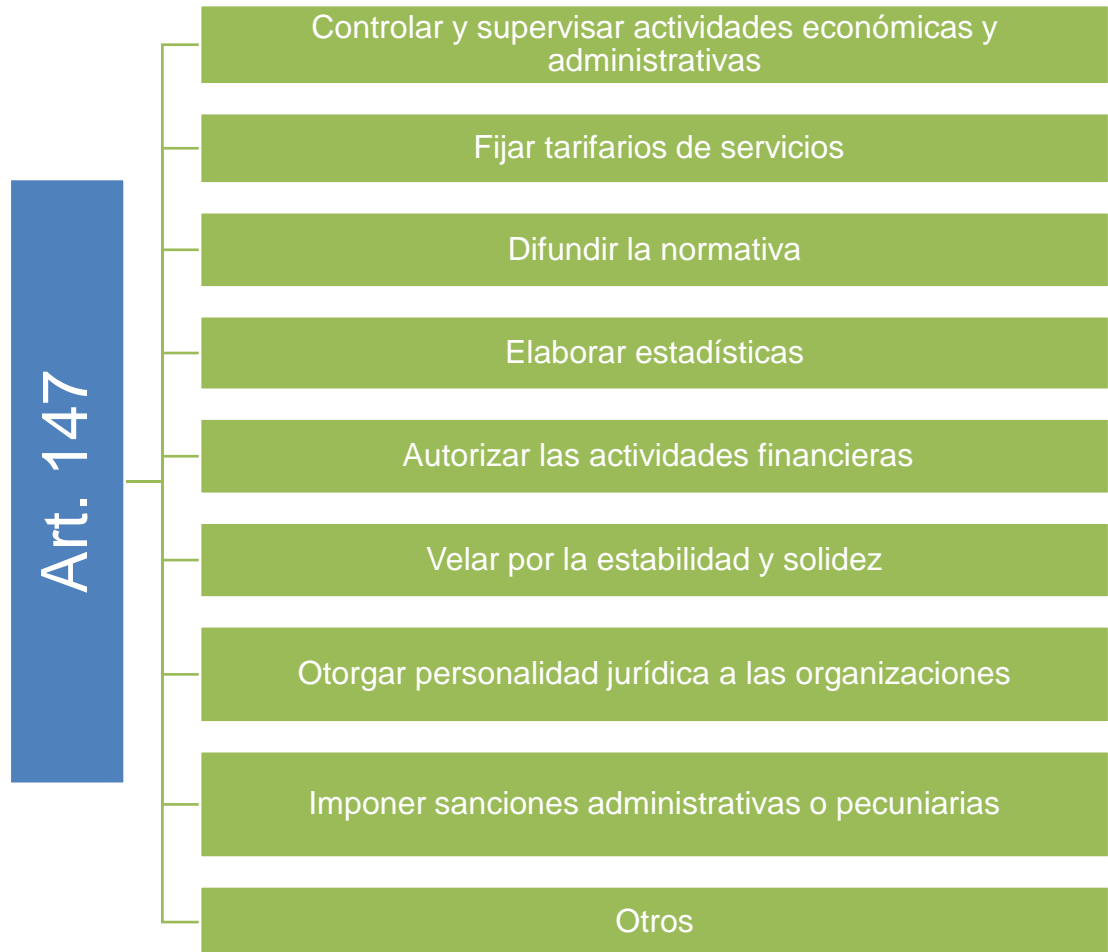 Art. 147
Controlar y supervisar actividades económicas y
administrativas
Fijar tarifarios de servicios
Difundir la normativa
Elaborar estadísticas
Autorizar las actividades financieras
Velar por la estabilidad y solidez
Otorgar personalidad jurídica a las organizaciones
Imponer sanciones administrativas o pecuniarias
Otros